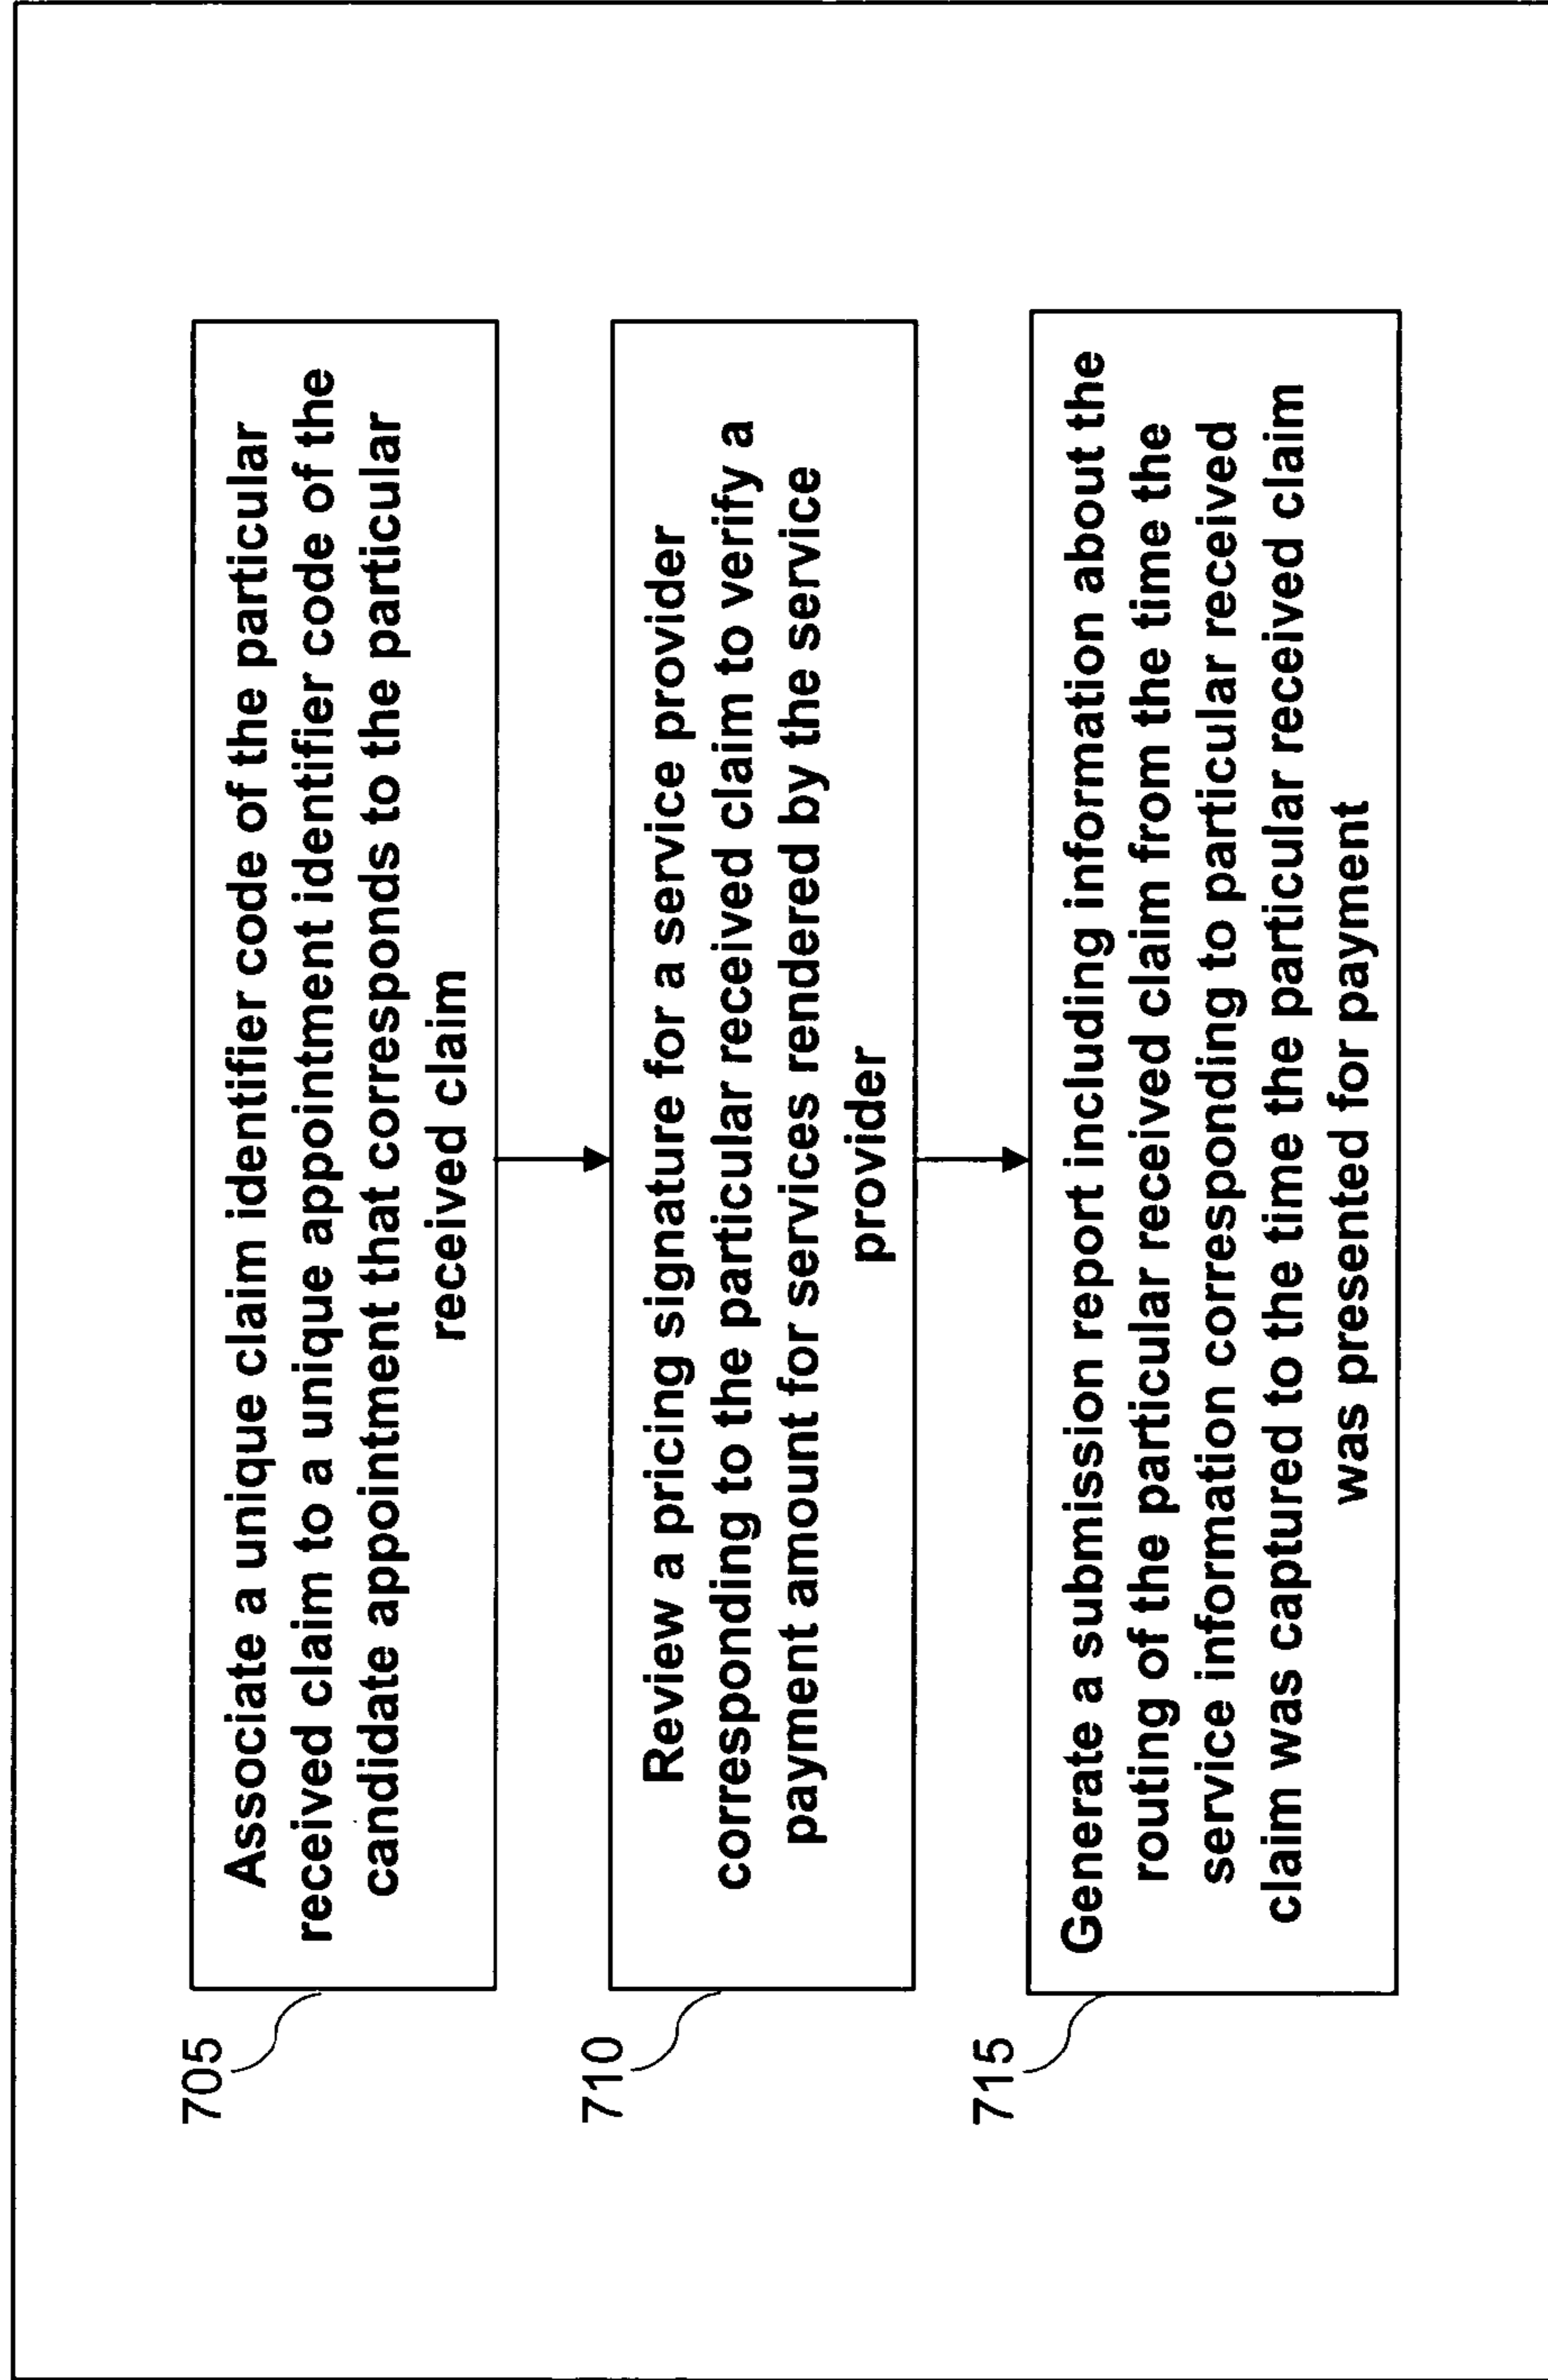 705
Associate a unique claim identifier code of the particular
received claim to a unique appointment identifier code of the
candidate appointment that corresponds to the particular
received claim
710
Review a pricing signature for a service provider
corresponding to the particular received claim to verify a
payment amount for services rendered by the service
provider
715
Generate a submission report including information about the
routing of the particular received claim from the time the
service information corresponding to particular received
claim was captured to the time the particular received claim
was presented for payment